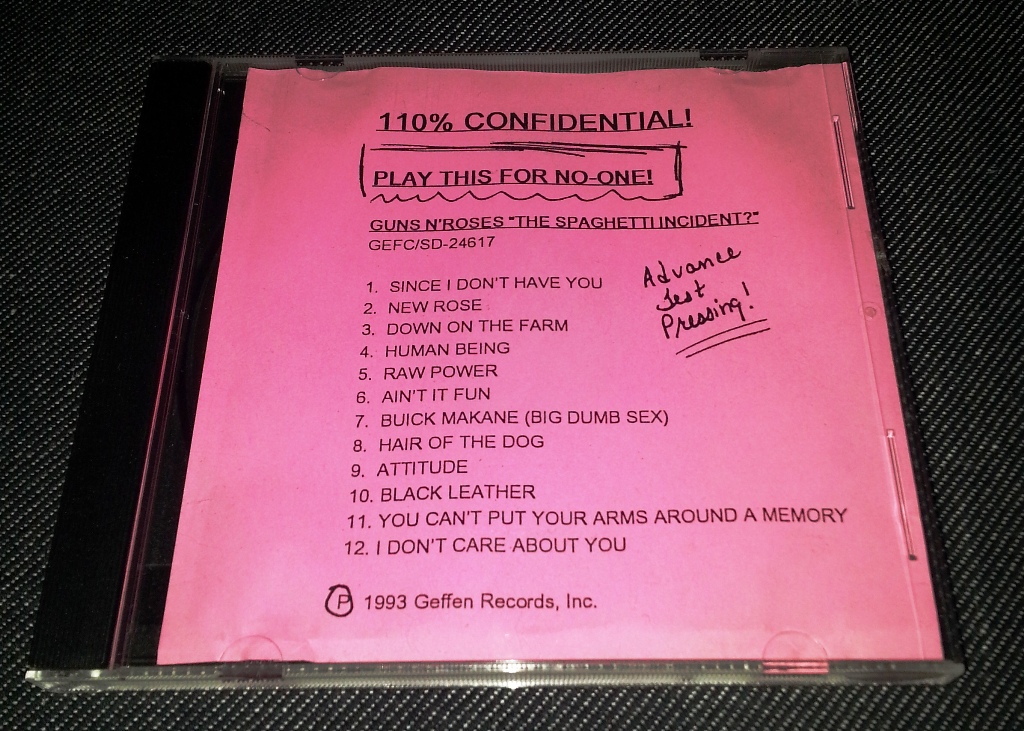 110% CONFIDENTIAL!
PLAY THIS FOR NO-ONE!
GUNS N'ROSES "THE SPAGHETTI INCIDENT?"
GEFC/SD-24617
Advance
Test
Pressing!
1. SINCE I DON'T HAVE YOU
2. NEW ROSE
3. DOWN ON THE FARM
4. HUMAN BEING
5. RAW POWER
6. AIN'T IT FUN
7. BUICK MAKANE (BIG DUMB SEX)
8. HAIR OF THE DOG
9. ATTITUDE
10. BLACK LEATHER
11. YOU CAN'T PUT YOUR ARMS AROUND A MEMORY
12. I DON'T CARE ABOUT YOU
Ⓟ 1993 Geffen Records, Inc.